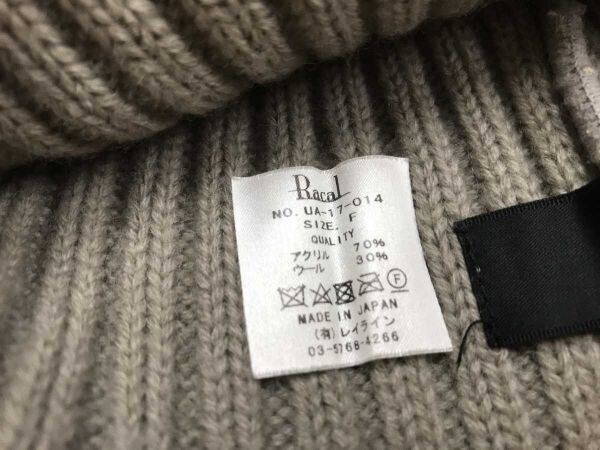 Racal
NO. UA-17-014
SIZE. F
QUALITY
アクリル 70%
ウール 30%
F
MADE IN JAPAN
(有)レイライン
03-5768-4266